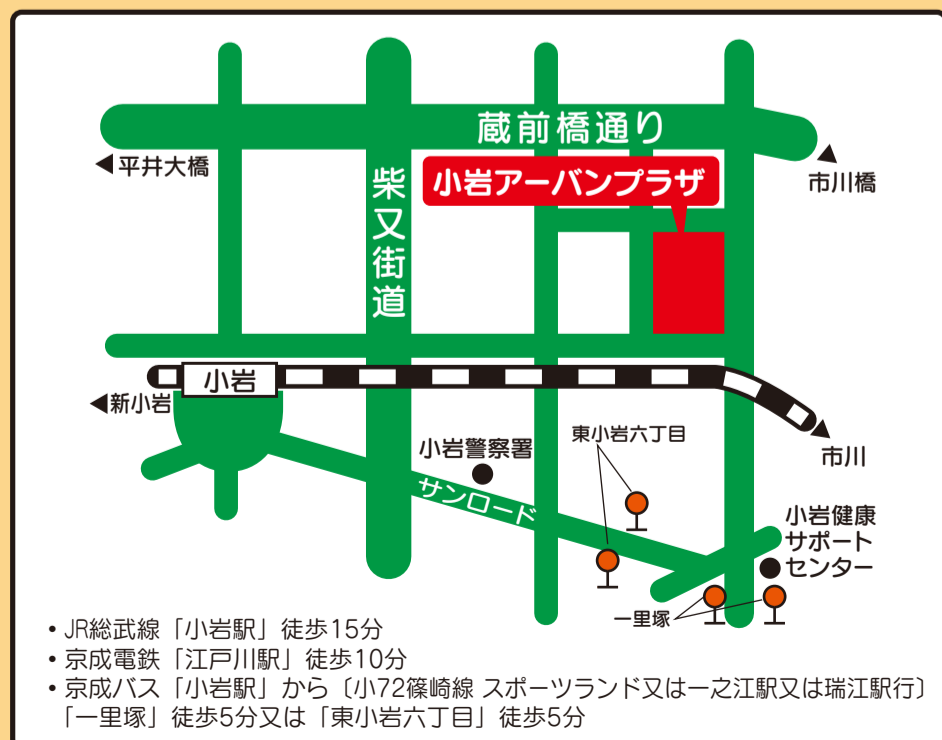 蔵前橋通り
◀平井大橋
市川橋
柴又街道
小岩アーバンプラザ
小岩
◀新小岩
市川
東小岩六丁目
小岩警察署
サンロード
小岩健康
サポート
センター
一里塚
• JR総武線「小岩駅」徒歩15分
• 京成電鉄「江戸川駅」徒歩10分
• 京成バス「小岩駅」から〔小72篠崎線 スポーツランド又は一之江駅又は瑞江駅行〕
「一里塚」徒歩5分又は「東小岩六丁目」徒歩5分